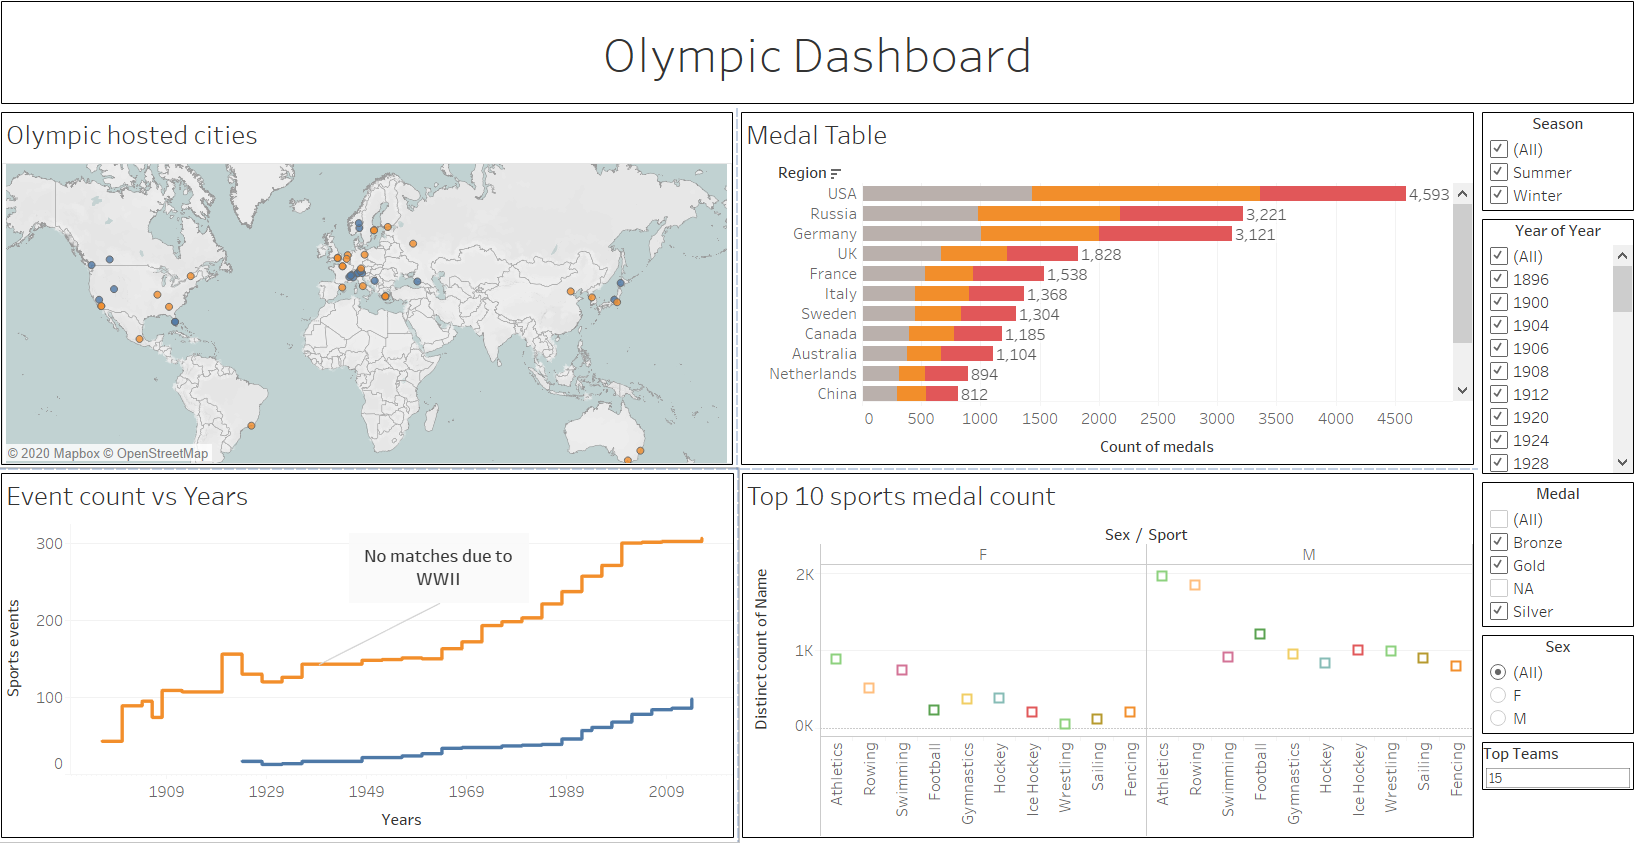 Olympic Dashboard
Olympic hosted cities
© 2020 Mapbox © OpenStreetMap
Medal Table
Region
USA 4,593
Russia 3,221
Germany 3,121
UK 1,828
France 1,538
Italy 1,368
Sweden 1,304
Canada 1,185
Australia 1,104
Netherlands 894
China 812
0 500 1000 1500 2000 2500 3000 3500 4000 4500
Count of medals
Event count vs Years
Sports events
300
200
100
0
No matches due to
WWII
1909 1929 1949 1969 1989 2009
Years
Top 10 sports medal count
Sex / Sport
F M
Distinct count of Name
2K
1K
0K
Athletics
Rowing
Swimming
Football
Gymnastics
Hockey
Ice Hockey
Wrestling
Sailing
Fencing
Athletics
Rowing
Swimming
Football
Gymnastics
Hockey
Ice Hockey
Wrestling
Sailing
Fencing
Season
(All)
Summer
Winter
Year of Year
(All)
1896
1900
1904
1906
1908
1912
1920
1924
1928
Medal
(All)
Bronze
Gold
NA
Silver
Sex
(All)
F
M
Top Teams
15